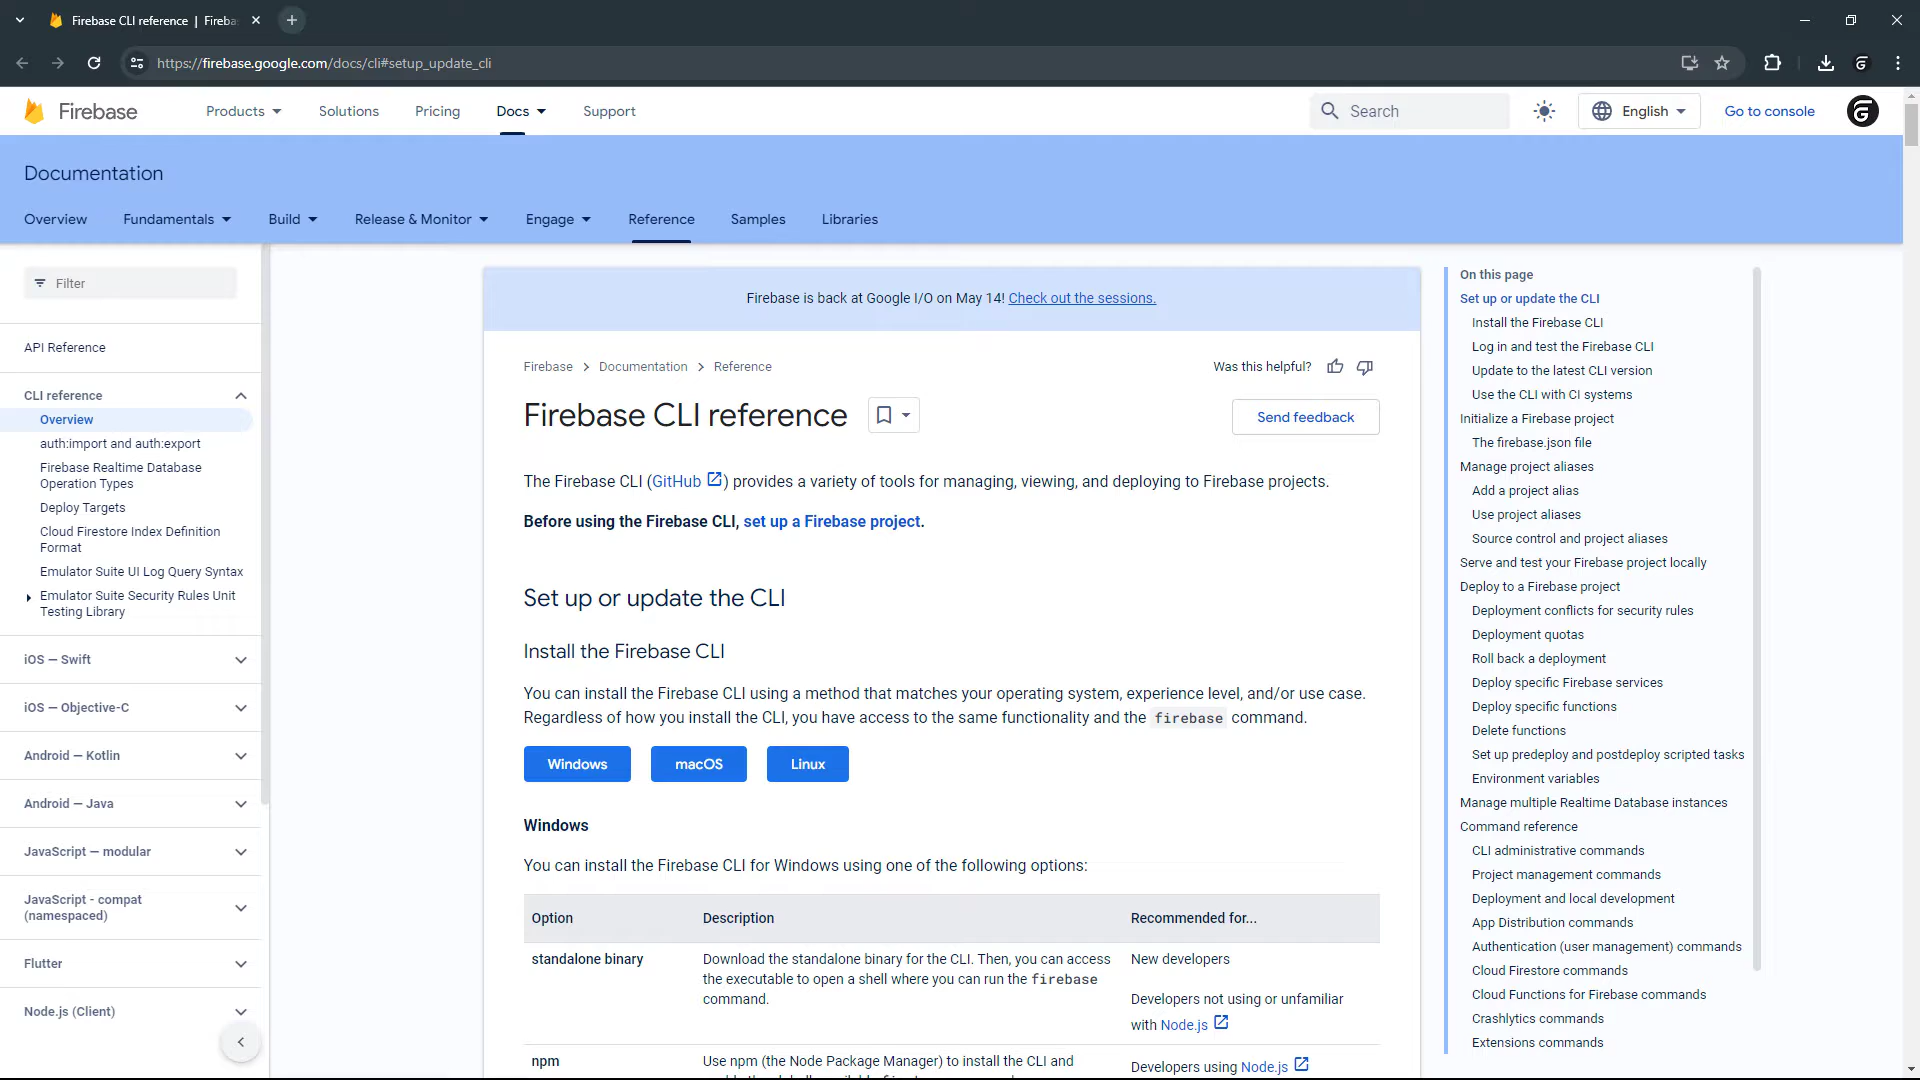 Firebase CLI reference | Fireba
https://firebase.google.com/docs/cli#setup_update_cli
Firebase
Products
Solutions
Pricing
Docs
Support
Search
English
Go to console
Documentation
Overview
Fundamentals
Build
Release & Monitor
Engage
Reference
Samples
Libraries
Filter
API Reference
CLI reference
Overview
auth:import and auth:export
Firebase Realtime Database
Operation Types
Deploy Targets
Cloud Firestore Index Definition
Format
Emulator Suite UI Log Query Syntax
Emulator Suite Security Rules Unit
Testing Library
iOS — Swift
iOS — Objective-C
Android — Kotlin
Android — Java
JavaScript — modular
JavaScript - compat
(namespaced)
Flutter
Node.js (Client)
Firebase is back at Google I/O on May 14! Check out the sessions.
Firebase > Documentation > Reference
Was this helpful?
Firebase CLI reference
Send feedback
The Firebase CLI (GitHub) provides a variety of tools for managing, viewing, and deploying to Firebase projects.
Before using the Firebase CLI, set up a Firebase project.
Set up or update the CLI
Install the Firebase CLI
You can install the Firebase CLI using a method that matches your operating system, experience level, and/or use case.
Regardless of how you install the CLI, you have access to the same functionality and the firebase command.
Windows
macOS
Linux
Windows
You can install the Firebase CLI for Windows using one of the following options:
Option
Description
Recommended for...
standalone binary
Download the standalone binary for the CLI. Then, you can access
the executable to open a shell where you can run the firebase
command.
New developers
Developers not using or unfamiliar
with Node.js
npm
Use npm (the Node Package Manager) to install the CLI and
Developers using Node.js
On this page
Set up or update the CLI
Install the Firebase CLI
Log in and test the Firebase CLI
Update to the latest CLI version
Use the CLI with CI systems
Initialize a Firebase project
The firebase.json file
Manage project aliases
Add a project alias
Use project aliases
Source control and project aliases
Serve and test your Firebase project locally
Deploy to a Firebase project
Deployment conflicts for security rules
Deployment quotas
Roll back a deployment
Deploy specific Firebase services
Deploy specific functions
Delete functions
Set up predeploy and postdeploy scripted tasks
Environment variables
Manage multiple Realtime Database instances
Command reference
CLI administrative commands
Project management commands
Deployment and local development
App Distribution commands
Authentication (user management) commands
Cloud Firestore commands
Cloud Functions for Firebase commands
Crashlytics commands
Extensions commands